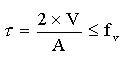 τ = (2 × V) / A ≤ f_v